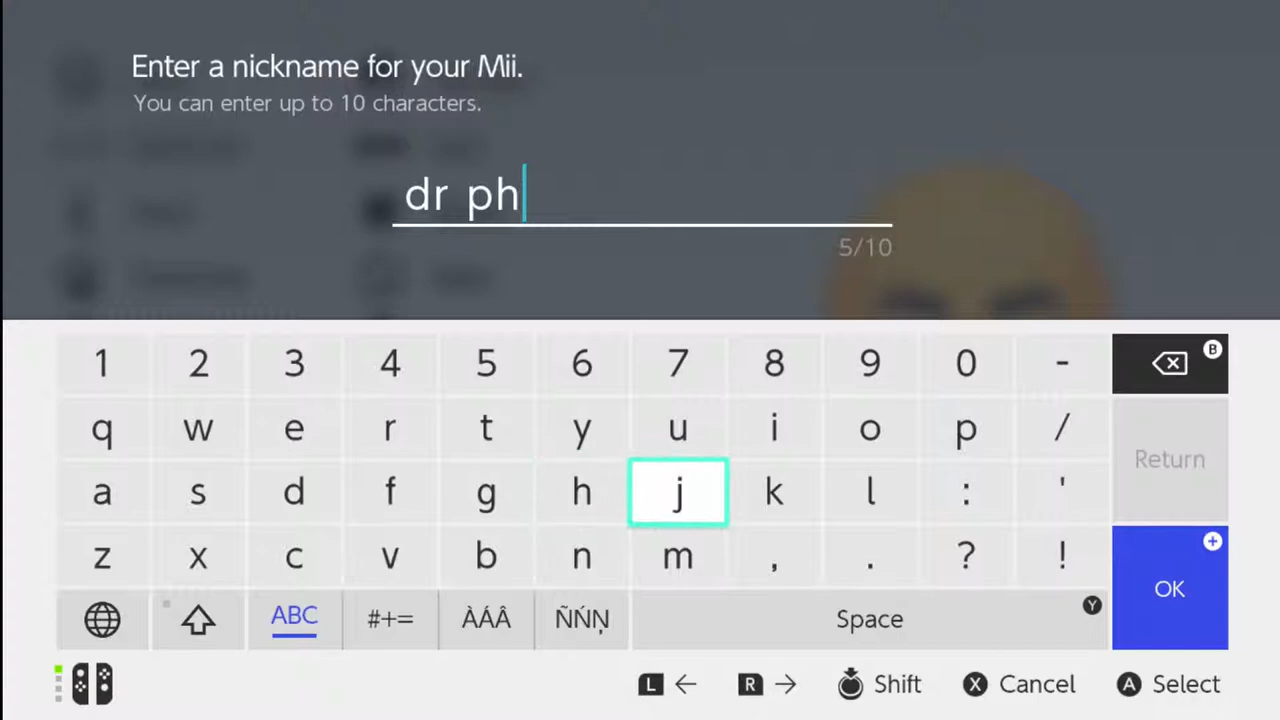 Enter a nickname for your Mii.
You can enter up to 10 characters.
dr ph
5/10
1 2 3 4 5 6 7 8 9 0 - B
q w e r t y u i o p / Return
a s d f g h j k l : '
z x c v b n m , . ? ! + OK
ABC #+= ÀÁÂ ÑŃŅ Space Y
L ← R → Shift X Cancel A Select